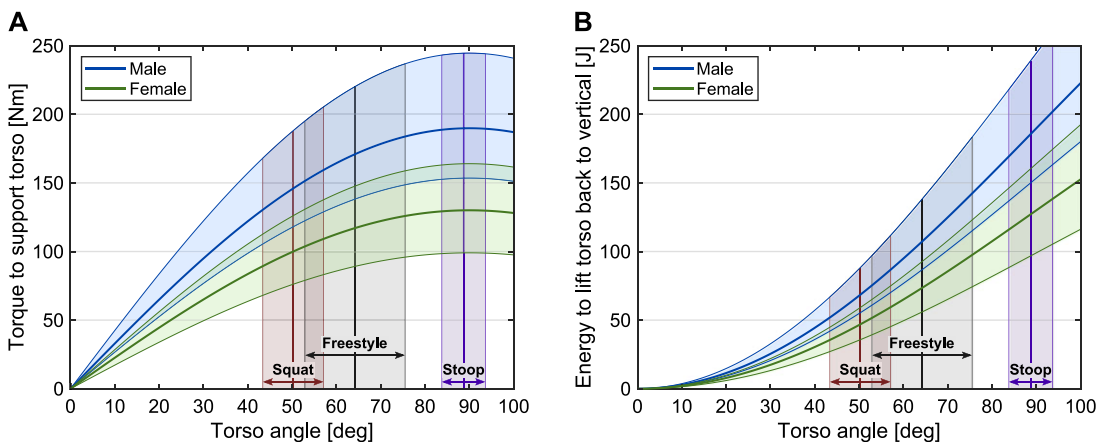 A
Torque to support torso [Nm]
250
200
150
100
50
0
Male
Female
Freestyle
Squat
Stoop
0 10 20 30 40 50 60 70 80 90 100
Torso angle [deg]
B
Energy to lift torso back to vertical [J]
250
200
150
100
50
0
Male
Female
Freestyle
Squat
Stoop
0 10 20 30 40 50 60 70 80 90 100
Torso angle [deg]